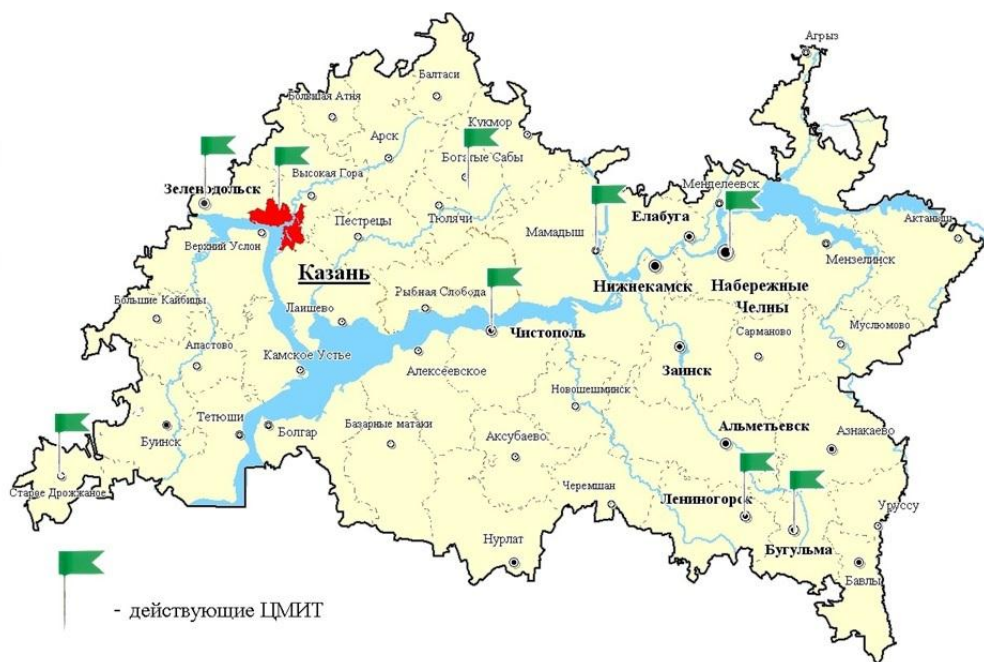 Агрыз
Балтаси
Большая Атня
Кукмор
Арск
Богатые Сабы
Высокая Гора
Менделеевск
Зеленодольск
Тюлячи
Елабуга
Пестрецы
Мамадыш
Актаныш
Верхний Услон
Мензелинск
Казань
Нижнекамск
Набережные
Челны
Рыбная Слобода
Большие Кайбицы
Лаишево
Чистополь
Сарманово
Муслюмово
Апастово
Камское Устье
Алексеевское
Заинск
Новошешминск
Тетюши
Базарные матаки
Альметьевск
Буинск
Болгар
Аксубаево
Азнакаево
Старое Дрожжаное
Черемшан
Лениногорск
Уруссу
Нурлат
Бугульма
Бавлы
- действующие ЦМИТ